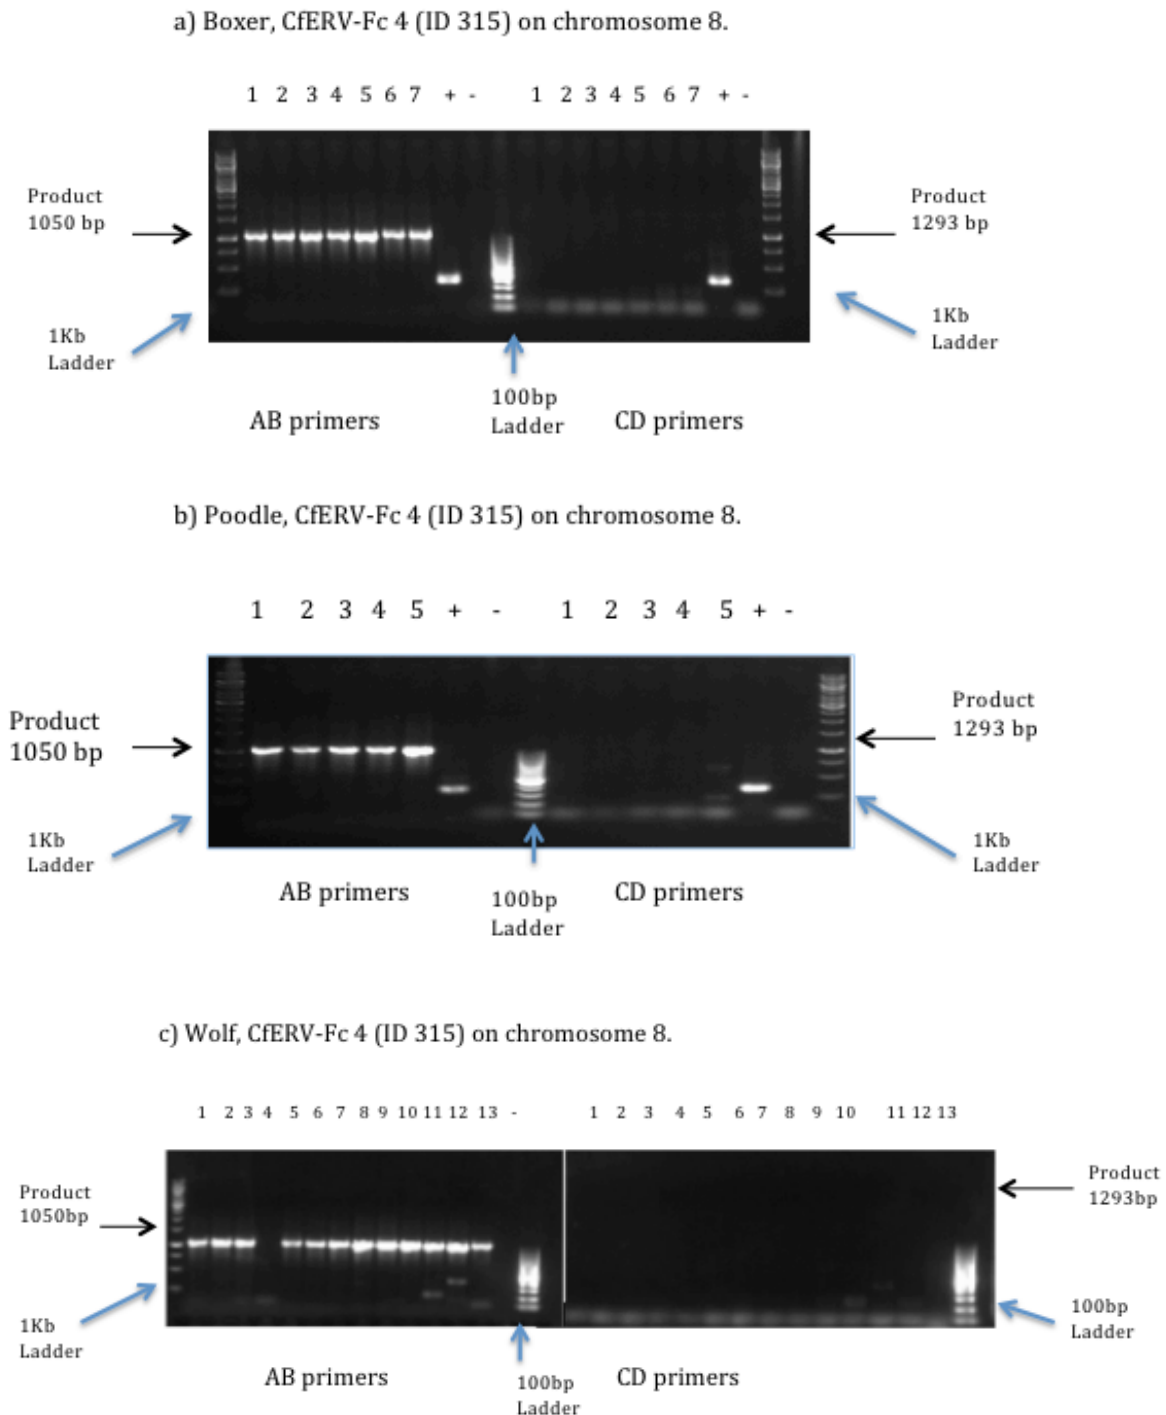 a) Boxer, CfERV-Fc 4 (ID 315) on chromosome 8.
1 2 3 4 5 6 7 + - 1 2 3 4 5 6 7 + -
Product
1050 bp
Product
1293 bp
1Kb
Ladder
1Kb
Ladder
100bp
Ladder
AB primers
CD primers
b) Poodle, CfERV-Fc 4 (ID 315) on chromosome 8.
1 2 3 4 5 + - 1 2 3 4 5 + -
Product
1050 bp
Product
1293 bp
1Kb
Ladder
1Kb
Ladder
AB primers
100bp
Ladder
CD primers
c) Wolf, CfERV-Fc 4 (ID 315) on chromosome 8.
1 2 3 4 5 6 7 8 9 10 11 12 13 - 1 2 3 4 5 6 7 8 9 10 11 12 13
Product
1050bp
Product
1293bp
1Kb
Ladder
100bp
Ladder
AB primers
100bp
Ladder
CD primers